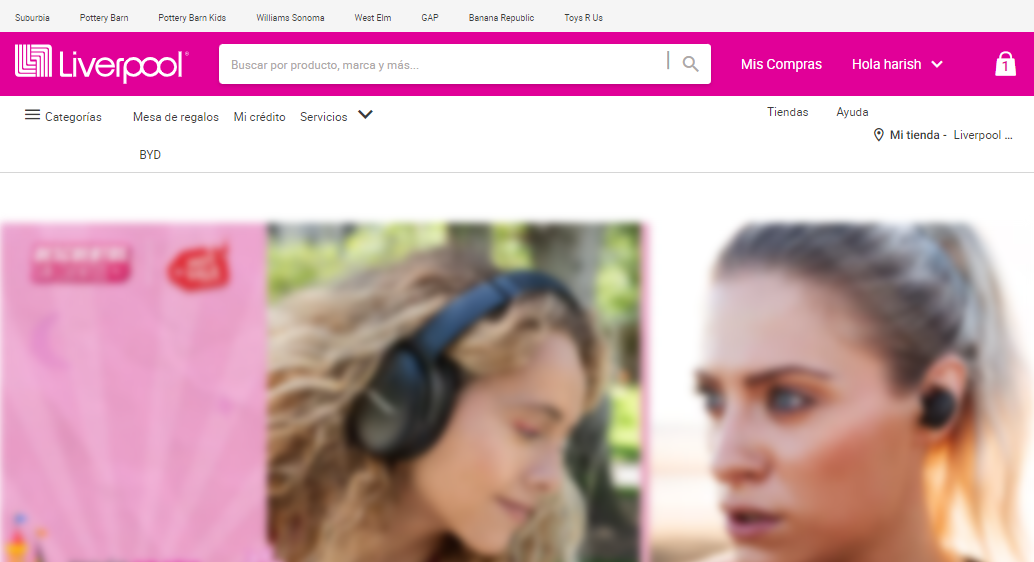 Suburbia Pottery Barn Pottery Barn Kids Williams Sonoma West Elm GAP Banana Republic Toys R Us
Liverpool®
Buscar por producto, marca y más...
Mis Compras
Hola harish
1
Categorías Mesa de regalos Mi crédito Servicios
Tiendas Ayuda
Mi tienda - Liverpool ...
BYD